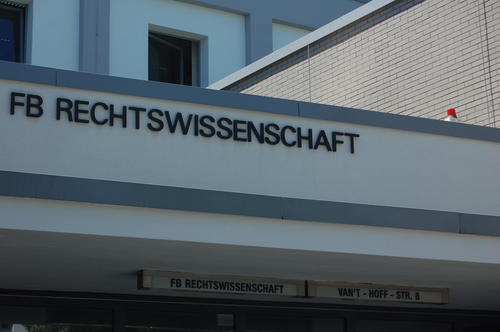 FB RECHTSWISSENSCHAFT
FB RECHTSWISSENSCHAFT
VAN'T - HOFF - STR. 8